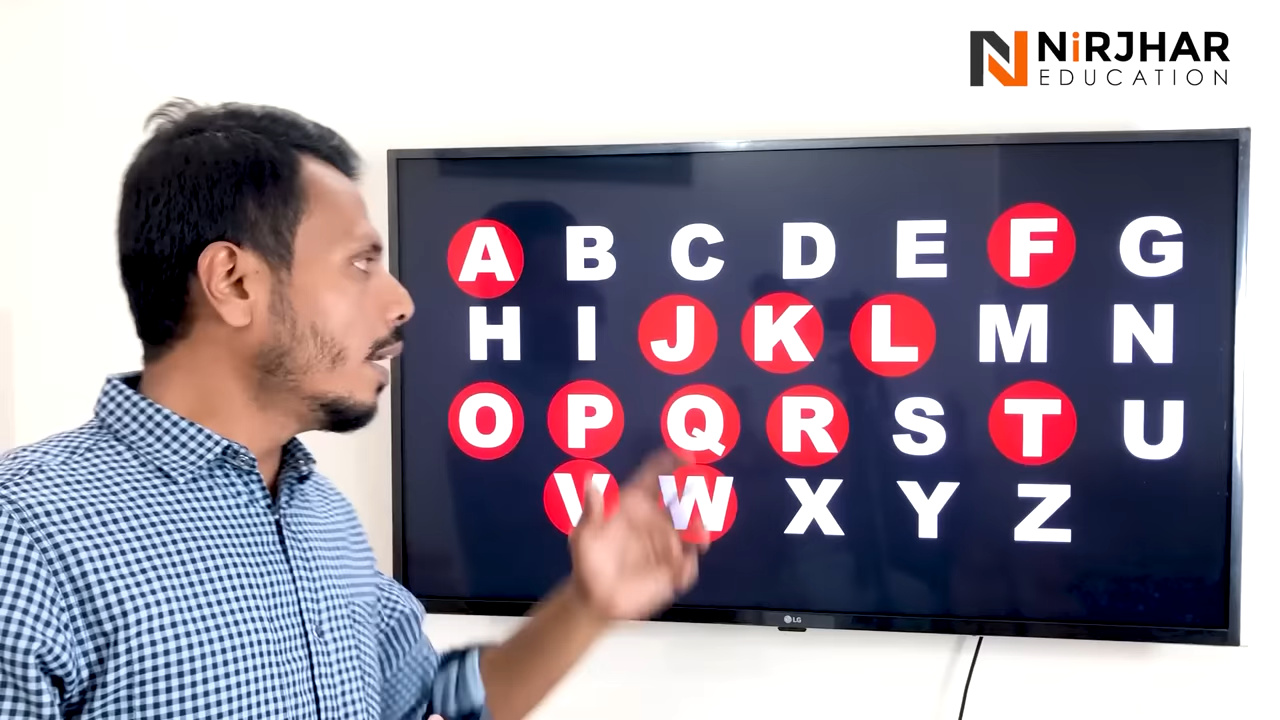 NiRJHAR
EDUCATION
A B C D E F G
H I J K L M N
O P Q R S T U
V W X Y Z
LG